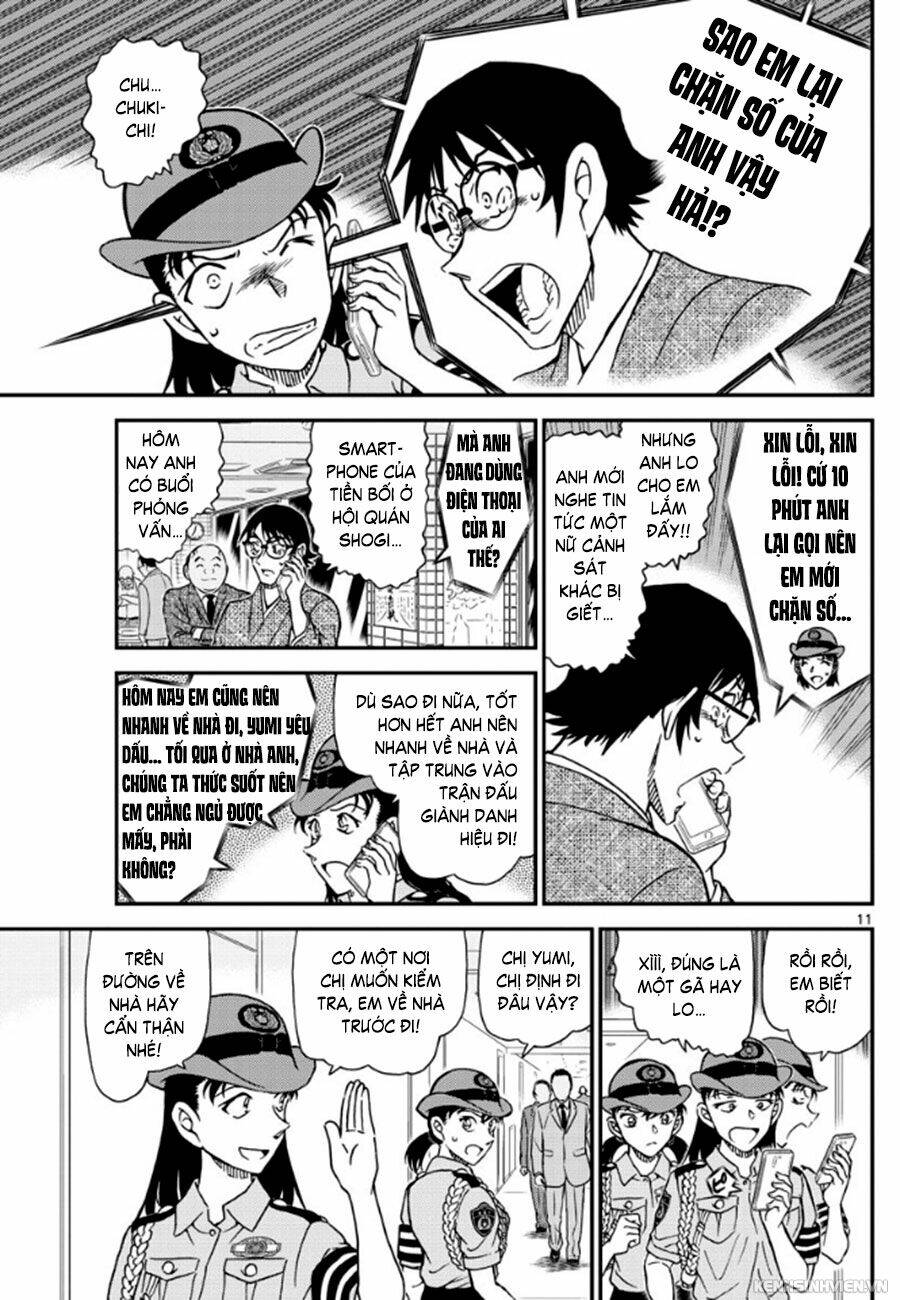 SAO EM LẠI
CHẶN SỐ CỦA
ANH VẬY
HẢ!?
CHU...
CHUKI-
CHI!
XIN LỖI, XIN
LỖI! CỨ 10
PHÚT ANH
LẠI GỌI NÊN
EM MỚI
CHẶN SỐ...
NHƯNG
ANH LO
CHO EM
LẮM
ĐẤY!!
ANH MỚI
NGHE TIN
TỨC MỘT
NỮ CẢNH
SÁT
KHÁC BỊ
GIẾT...
MÀ ANH
ĐANG DÙNG
ĐIỆN THOẠI
CỦA AI
THẾ?
SMART-
PHONE CỦA
TIỀN BỐI Ở
HỘI QUÁN
SHOGI...
HÔM
NAY ANH
CÓ BUỔI
PHỎNG
VẤN...
DÙ SAO ĐI NỮA, TỐT
HƠN HẾT ANH NÊN
NHANH VỀ NHÀ VÀ
TẬP TRUNG VÀO
TRẬN ĐẤU
GIÀNH DANH
HIỆU ĐI!
HÔM NAY EM CŨNG NÊN
NHANH VỀ NHÀ ĐI, YUMI YÊU
DẤU... TỐI QUA Ở NHÀ ANH,
CHÚNG TA THỨC SUỐT NÊN
EM CHẲNG NGỦ ĐƯỢC
MẤY, PHẢI
KHÔNG?
11
RỒI RỒI,
EM BIẾT
RỒI!
XÌÌÌ, ĐÚNG LÀ
MỘT GÃ HAY
LO...
CHỊ YUMI,
CHỊ ĐỊNH ĐI
ĐÂU VẬY?
CÓ MỘT NƠI
CHỊ MUỐN KIỂM
TRA, EM VỀ NHÀ
TRƯỚC ĐI!
TRÊN
ĐƯỜNG VỀ
NHÀ HÃY
CẨN THẬN
NHÉ!
KENHSINHVIEN.VN